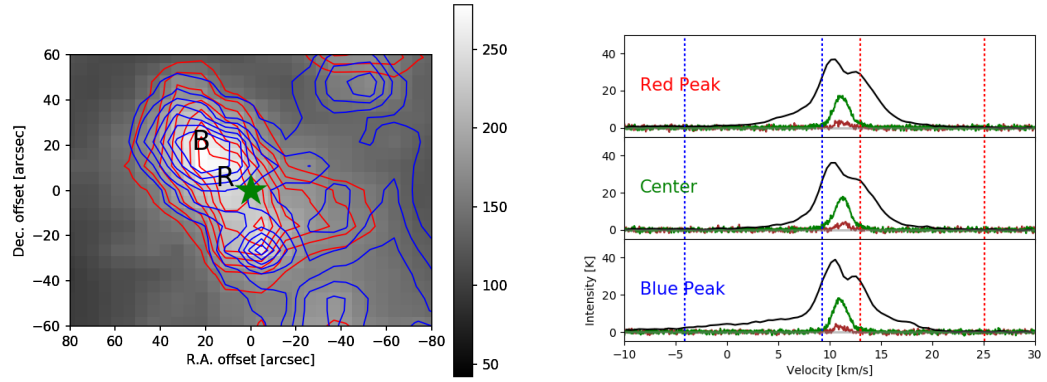 60
40
20
0
−20
−40
−60
Dec. offset [arcsec]
B
R
80 60 40 20 0 −20 −40 −60 −80
R.A. offset [arcsec]
250
200
150
100
50
40
20
0
Red Peak
40
20
0
Center
40
20
0
Blue Peak
Intensity [K]
−10 −5 0 5 10 15 20 25 30
Velocity [km/s]